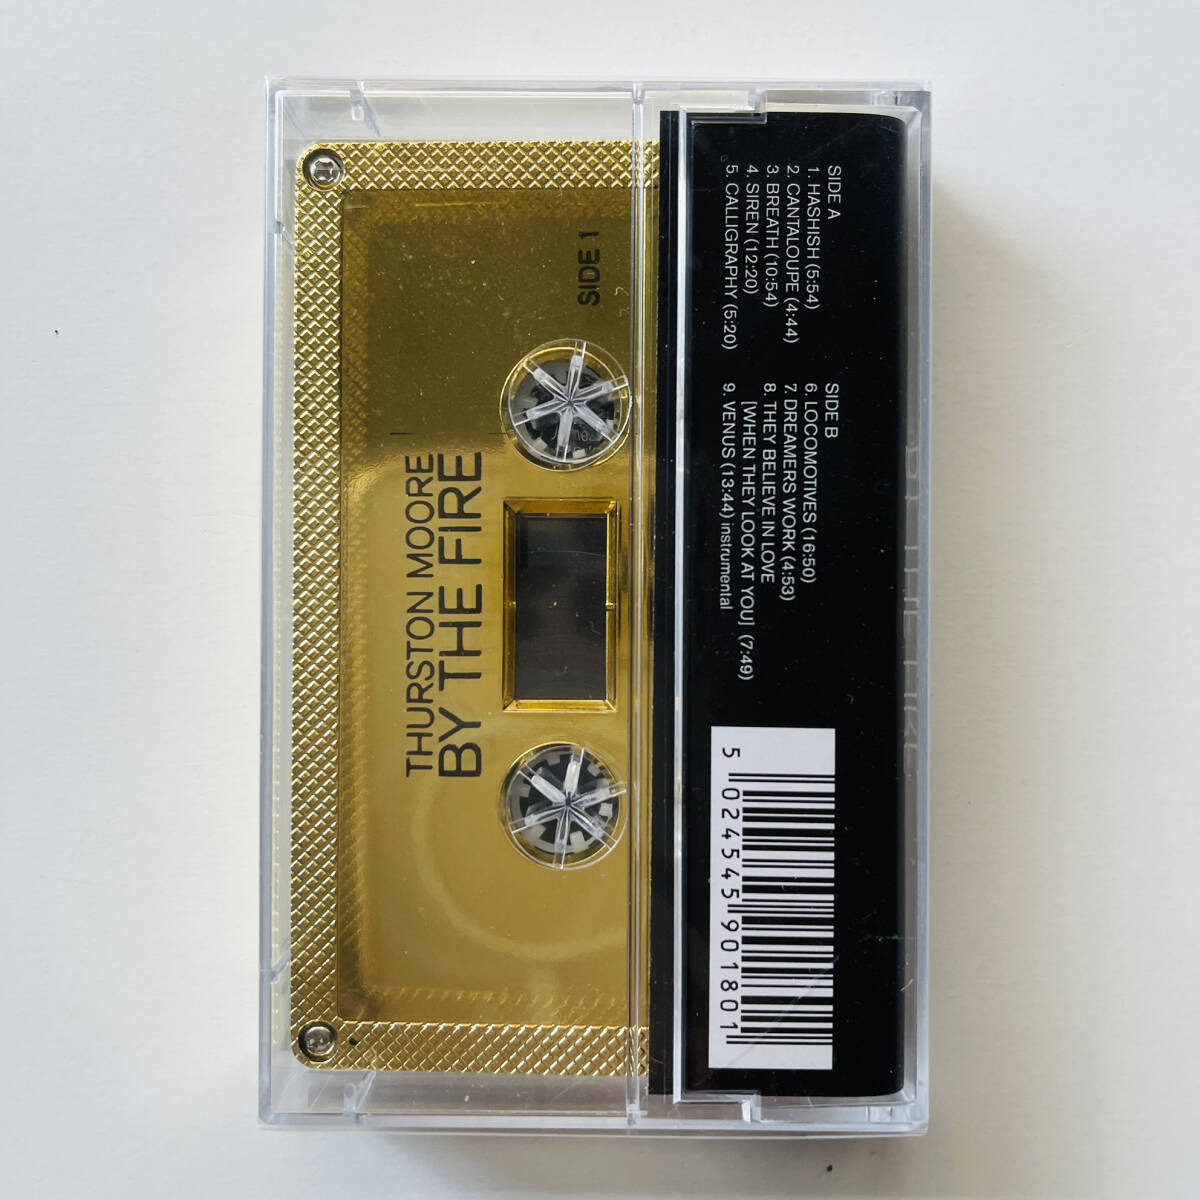 THURSTON MOORE
BY THE FIRE
SIDE 1
SIDE A
1. HASHISH (5:54)
2. CANTALOUPE (4:44)
3. BREATH (10:54)
4. SIREN (12:20)
5. CALLIGRAPHY (5:20)
SIDE B
6. LOCOMOTIVES (16:50)
7. DREAMERS WORK (4:53)
8. THEY BELIEVE IN LOVE
[WHEN THEY LOOK AT YOU] (7:49)
9. VENUS (13:44) instrumental
5 024545 901801